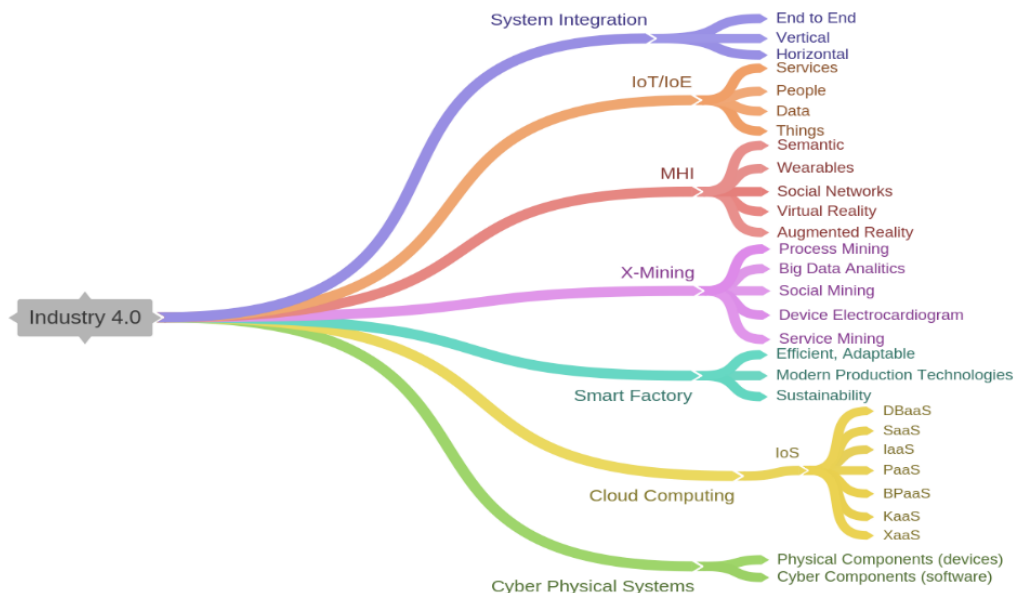 System Integration
End to End
Vertical
Horizontal
IoT/IoE
Services
People
Data
Things
MHI
Semantic
Wearables
Social Networks
Virtual Reality
Augmented Reality
X-Mining
Process Mining
Big Data Analitics
Social Mining
Device Electrocardiogram
Service Mining
Industry 4.0
Smart Factory
Efficient, Adaptable
Modern Production Technologies
Sustainability
Cloud Computing
IoS
DBaaS
SaaS
IaaS
PaaS
BPaaS
KaaS
XaaS
Cyber Physical Systems
Physical Components (devices)
Cyber Components (software)